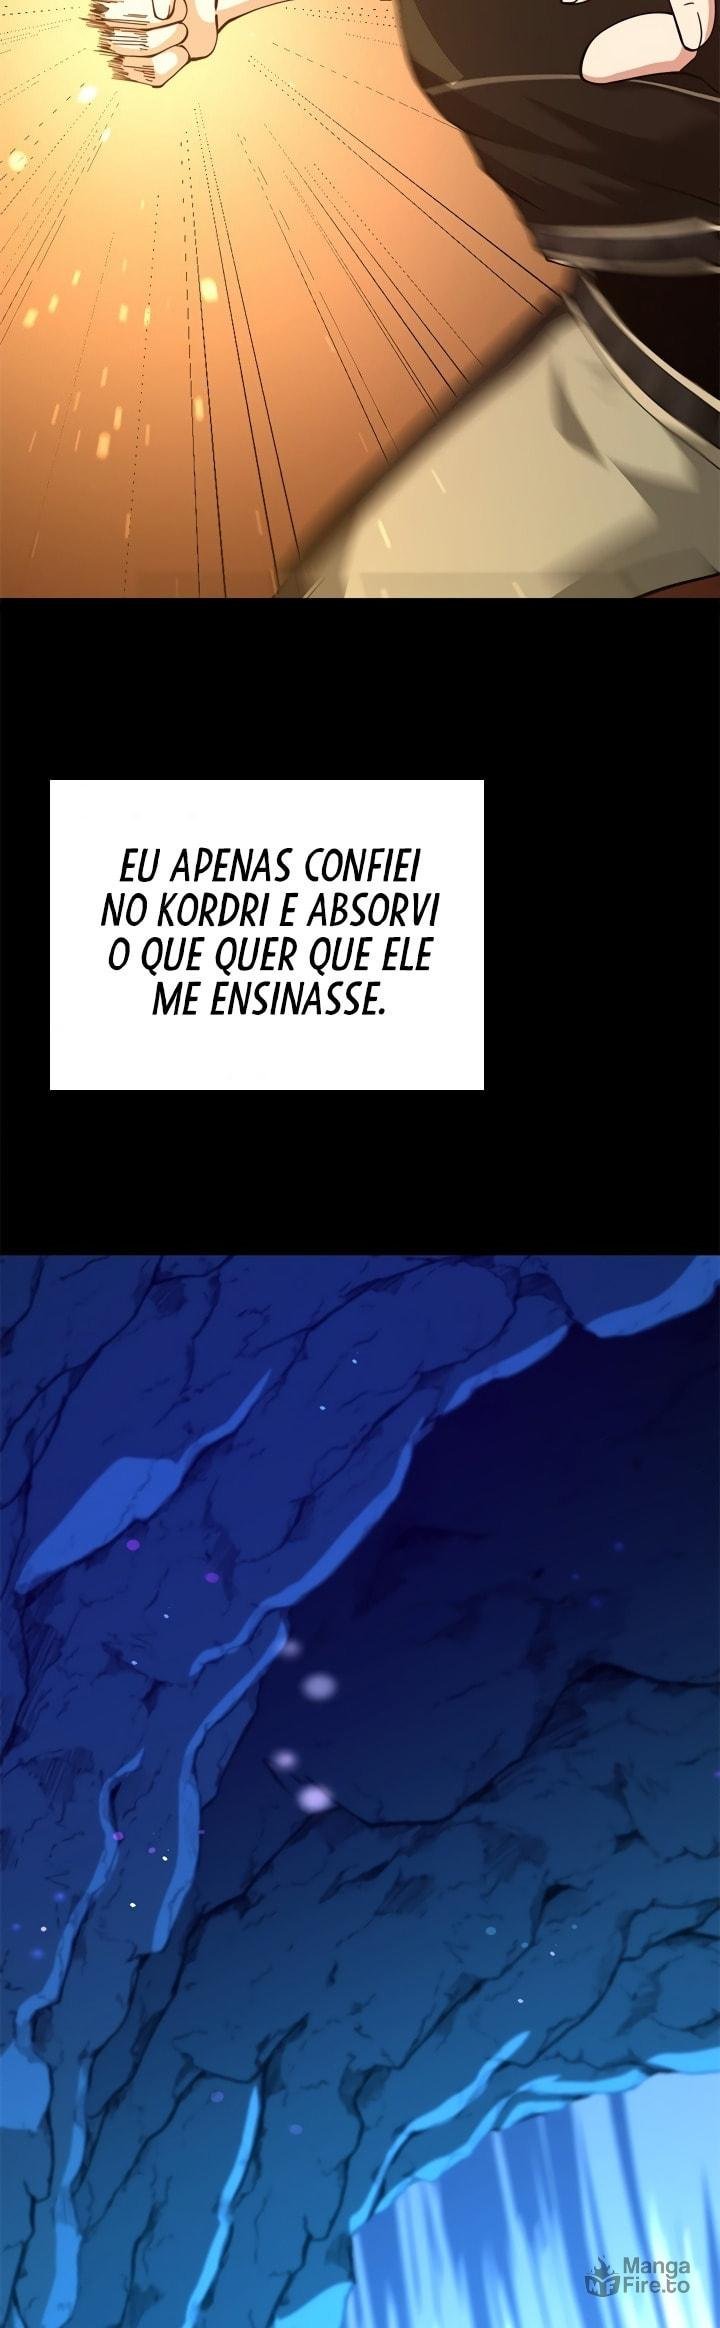 EU APENAS CONFIEI
NO KORDRI E ABSORVI
O QUE QUER QUE ELE
ME ENSINASSE.
Manga
Fire.to